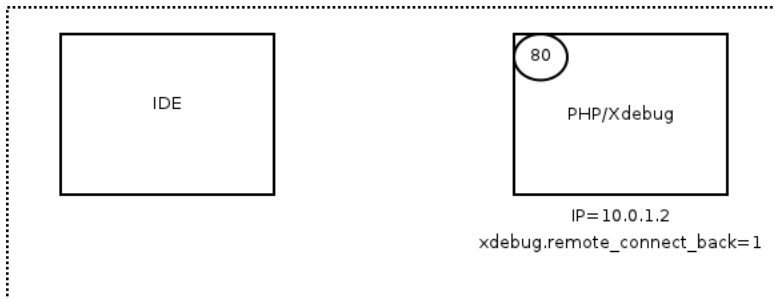 80
IDE
PHP/Xdebug
IP=10.0.1.2
xdebug.remote_connect_back=1